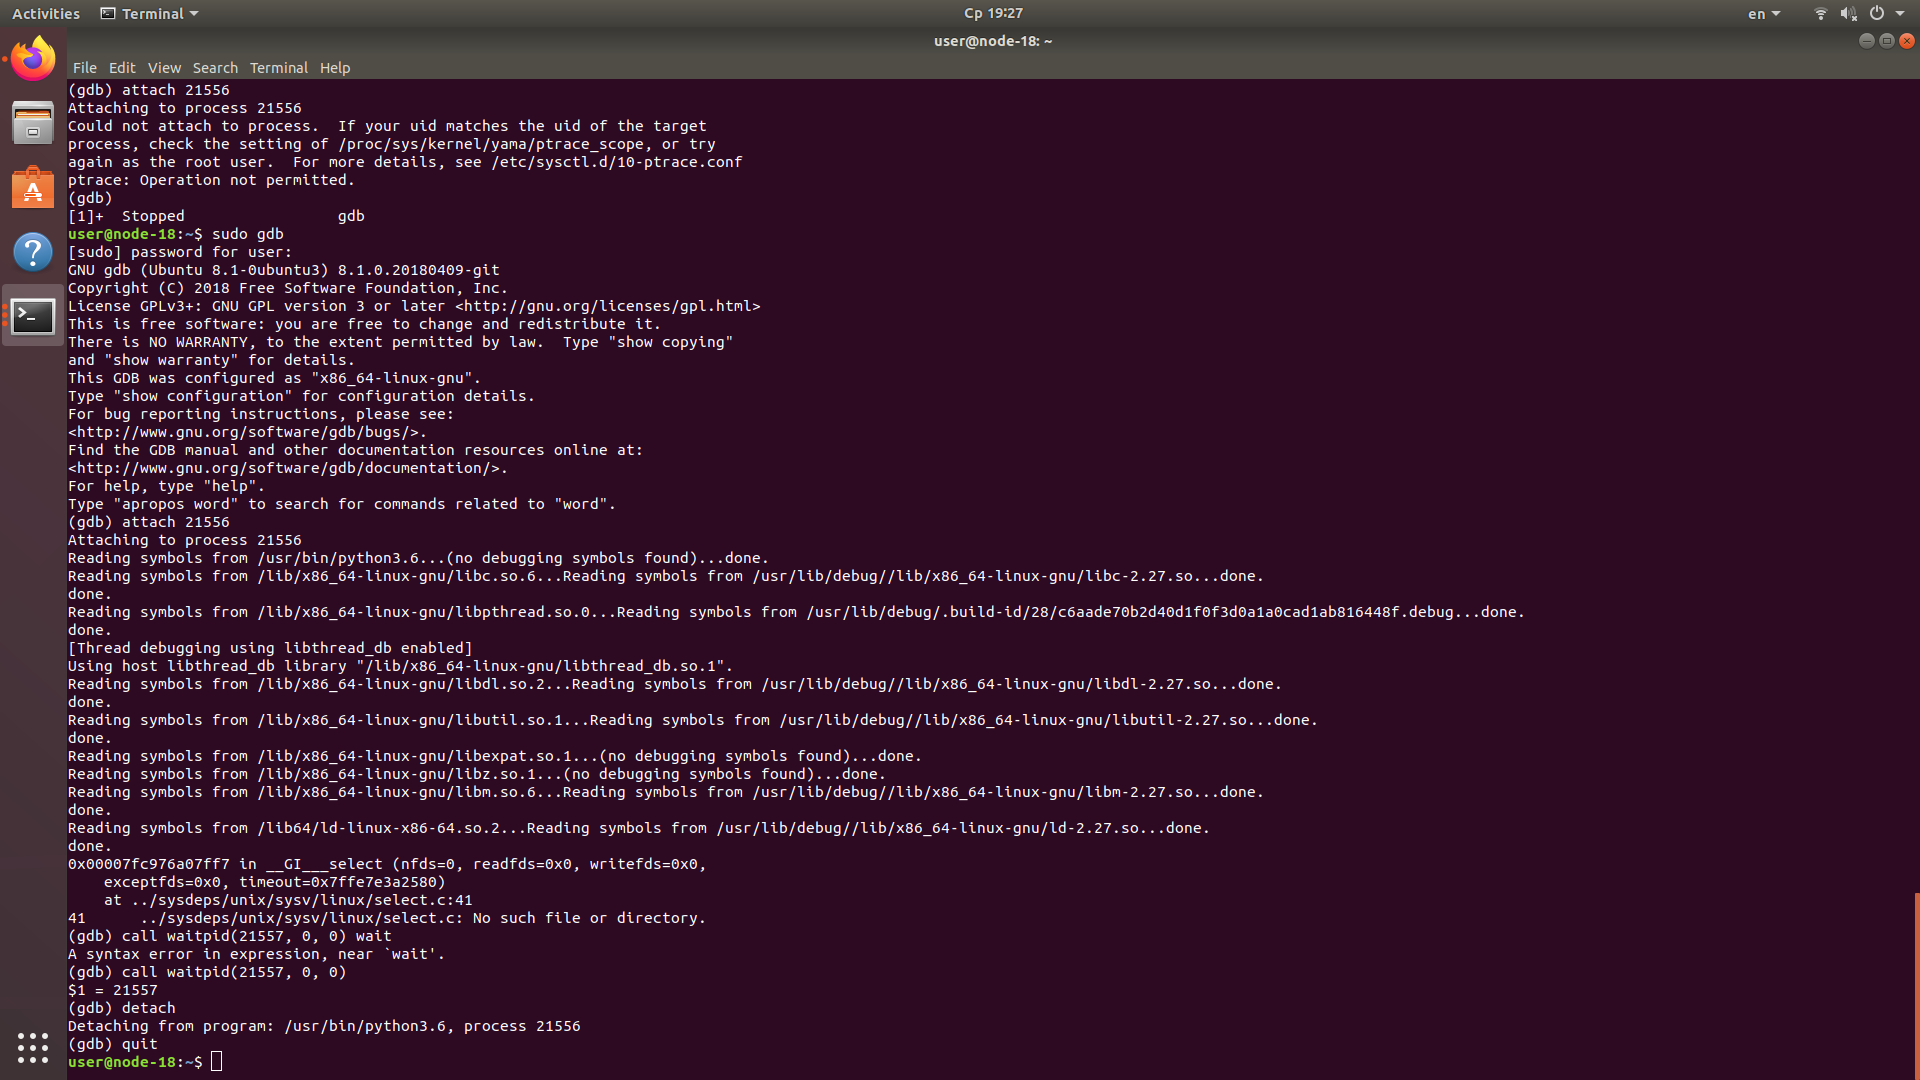 Activities Terminal Ср 19:27 en
user@node-18: ~
File Edit View Search Terminal Help
(gdb) attach 21556
Attaching to process 21556
Could not attach to process.  If your uid matches the uid of the target
process, check the setting of /proc/sys/kernel/yama/ptrace_scope, or try
again as the root user.  For more details, see /etc/sysctl.d/10-ptrace.conf
ptrace: Operation not permitted.
(gdb)
[1]+  Stopped                 gdb
user@node-18:~$ sudo gdb
[sudo] password for user:
GNU gdb (Ubuntu 8.1-0ubuntu3) 8.1.0.20180409-git
Copyright (C) 2018 Free Software Foundation, Inc.
License GPLv3+: GNU GPL version 3 or later <http://gnu.org/licenses/gpl.html>
This is free software: you are free to change and redistribute it.
There is NO WARRANTY, to the extent permitted by law.  Type "show copying"
and "show warranty" for details.
This GDB was configured as "x86_64-linux-gnu".
Type "show configuration" for configuration details.
For bug reporting instructions, please see:
<http://www.gnu.org/software/gdb/bugs/>.
Find the GDB manual and other documentation resources online at:
<http://www.gnu.org/software/gdb/documentation/>.
For help, type "help".
Type "apropos word" to search for commands related to "word".
(gdb) attach 21556
Attaching to process 21556
Reading symbols from /usr/bin/python3.6...(no debugging symbols found)...done.
Reading symbols from /lib/x86_64-linux-gnu/libc.so.6...Reading symbols from /usr/lib/debug//lib/x86_64-linux-gnu/libc-2.27.so...done.
done.
Reading symbols from /lib/x86_64-linux-gnu/libpthread.so.0...Reading symbols from /usr/lib/debug/.build-id/28/c6aade70b2d40d1f0f3d0a1a0cad1ab816448f.debug...done.
done.
[Thread debugging using libthread_db enabled]
Using host libthread_db library "/lib/x86_64-linux-gnu/libthread_db.so.1".
Reading symbols from /lib/x86_64-linux-gnu/libdl.so.2...Reading symbols from /usr/lib/debug//lib/x86_64-linux-gnu/libdl-2.27.so...done.
done.
Reading symbols from /lib/x86_64-linux-gnu/libutil.so.1...Reading symbols from /usr/lib/debug//lib/x86_64-linux-gnu/libutil-2.27.so...done.
done.
Reading symbols from /lib/x86_64-linux-gnu/libexpat.so.1...(no debugging symbols found)...done.
Reading symbols from /lib/x86_64-linux-gnu/libz.so.1...(no debugging symbols found)...done.
Reading symbols from /lib/x86_64-linux-gnu/libm.so.6...Reading symbols from /usr/lib/debug//lib/x86_64-linux-gnu/libm-2.27.so...done.
done.
Reading symbols from /lib64/ld-linux-x86-64.so.2...Reading symbols from /usr/lib/debug//lib/x86_64-linux-gnu/ld-2.27.so...done.
done.
0x00007fc976a07ff7 in __GI___select (nfds=0, readfds=0x0, writefds=0x0,
    exceptfds=0x0, timeout=0x7ffe7e3a2580)
    at ../sysdeps/unix/sysv/linux/select.c:41
41      ../sysdeps/unix/sysv/linux/select.c: No such file or directory.
(gdb) call waitpid(21557, 0, 0) wait
A syntax error in expression, near `wait'.
(gdb) call waitpid(21557, 0, 0)
$1 = 21557
(gdb) detach
Detaching from program: /usr/bin/python3.6, process 21556
(gdb) quit
user@node-18:~$